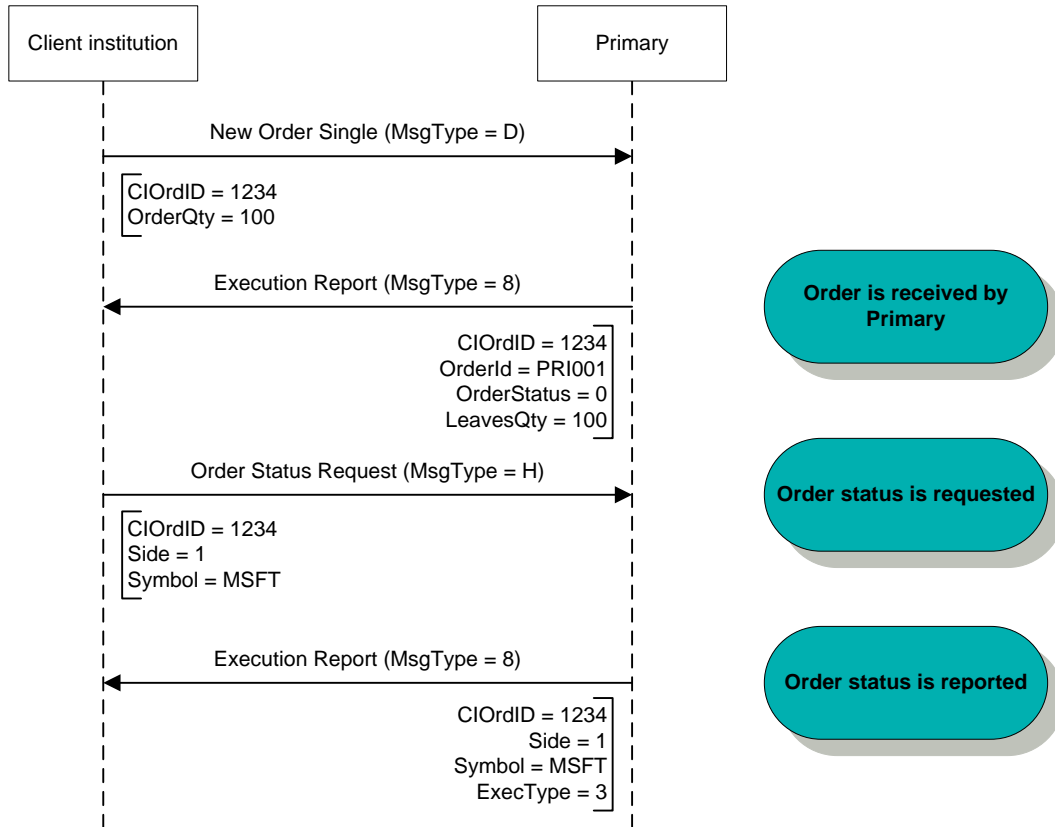 Client institution
Primary
New Order Single (MsgType = D)
ClOrdID = 1234
OrderQty = 100
Execution Report (MsgType = 8)
Order is received by
Primary
ClOrdID = 1234
OrderId = PRI001
OrderStatus = 0
LeavesQty = 100
Order Status Request (MsgType = H)
Order status is requested
ClOrdID = 1234
Side = 1
Symbol = MSFT
Execution Report (MsgType = 8)
Order status is reported
ClOrdID = 1234
Side = 1
Symbol = MSFT
ExecType = 3